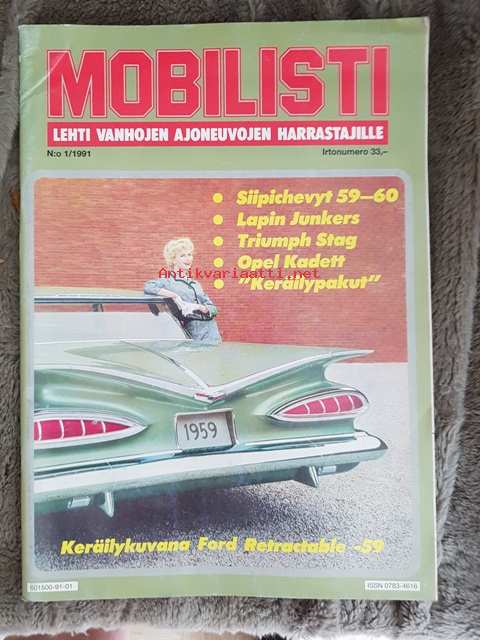 MOBILISTI
LEHTI VANHOJEN AJONEUVOJEN HARRASTAJILLE
N:o 1/1991 Irtonumero 33,–
• Siipichevyt 59—60
• Lapin Junkers
• Triumph Stag
• Opel Kadett
Antikvariaatti.net
• "Keräilypakut"
1959
Keräilykuvana Ford Retractable -59
601500-91-01 ISSN 0783-4616